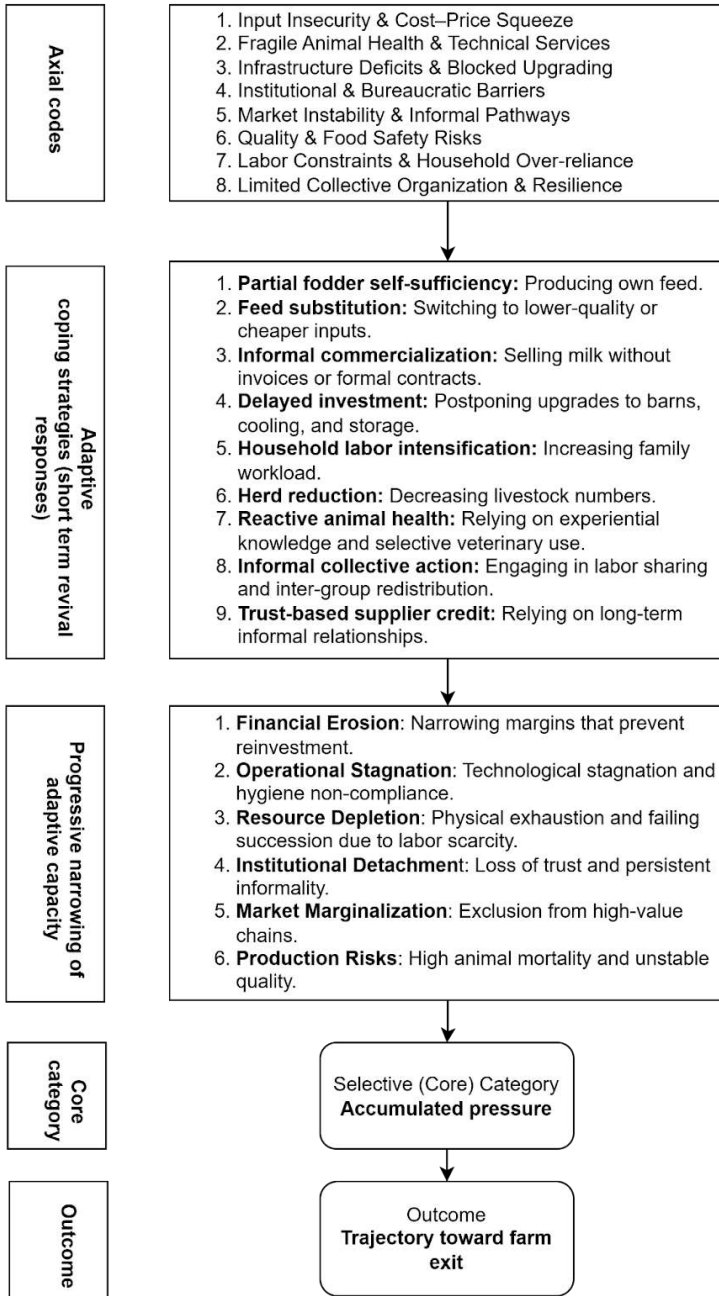 Axial codes
1. Input Insecurity & Cost–Price Squeeze
2. Fragile Animal Health & Technical Services
3. Infrastructure Deficits & Blocked Upgrading
4. Institutional & Bureaucratic Barriers
5. Market Instability & Informal Pathways
6. Quality & Food Safety Risks
7. Labor Constraints & Household Over-reliance
8. Limited Collective Organization & Resilience
Adaptive
coping strategies (short term revival
responses)
1. Partial fodder self-sufficiency: Producing own feed.
2. Feed substitution: Switching to lower-quality or
cheaper inputs.
3. Informal commercialization: Selling milk without
invoices or formal contracts.
4. Delayed investment: Postponing upgrades to barns,
cooling, and storage.
5. Household labor intensification: Increasing family
workload.
6. Herd reduction: Decreasing livestock numbers.
7. Reactive animal health: Relying on experiential
knowledge and selective veterinary use.
8. Informal collective action: Engaging in labor sharing
and inter-group redistribution.
9. Trust-based supplier credit: Relying on long-term
informal relationships.
Progressive narrowing of
adaptive capacity
1. Financial Erosion: Narrowing margins that prevent
reinvestment.
2. Operational Stagnation: Technological stagnation and
hygiene non-compliance.
3. Resource Depletion: Physical exhaustion and failing
succession due to labor scarcity.
4. Institutional Detachment: Loss of trust and persistent
informality.
5. Market Marginalization: Exclusion from high-value
chains.
6. Production Risks: High animal mortality and unstable
quality.
Core
category
Selective (Core) Category
Accumulated pressure
Outcome
Outcome
Trajectory toward farm
exit